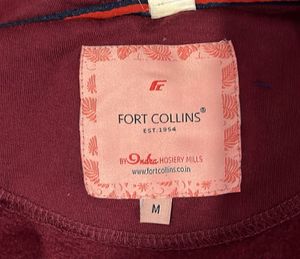 FC
FORT COLLINS®
EST.1954
BY Indra HOSIERY MILLS
www.fortcollins.co.in
M